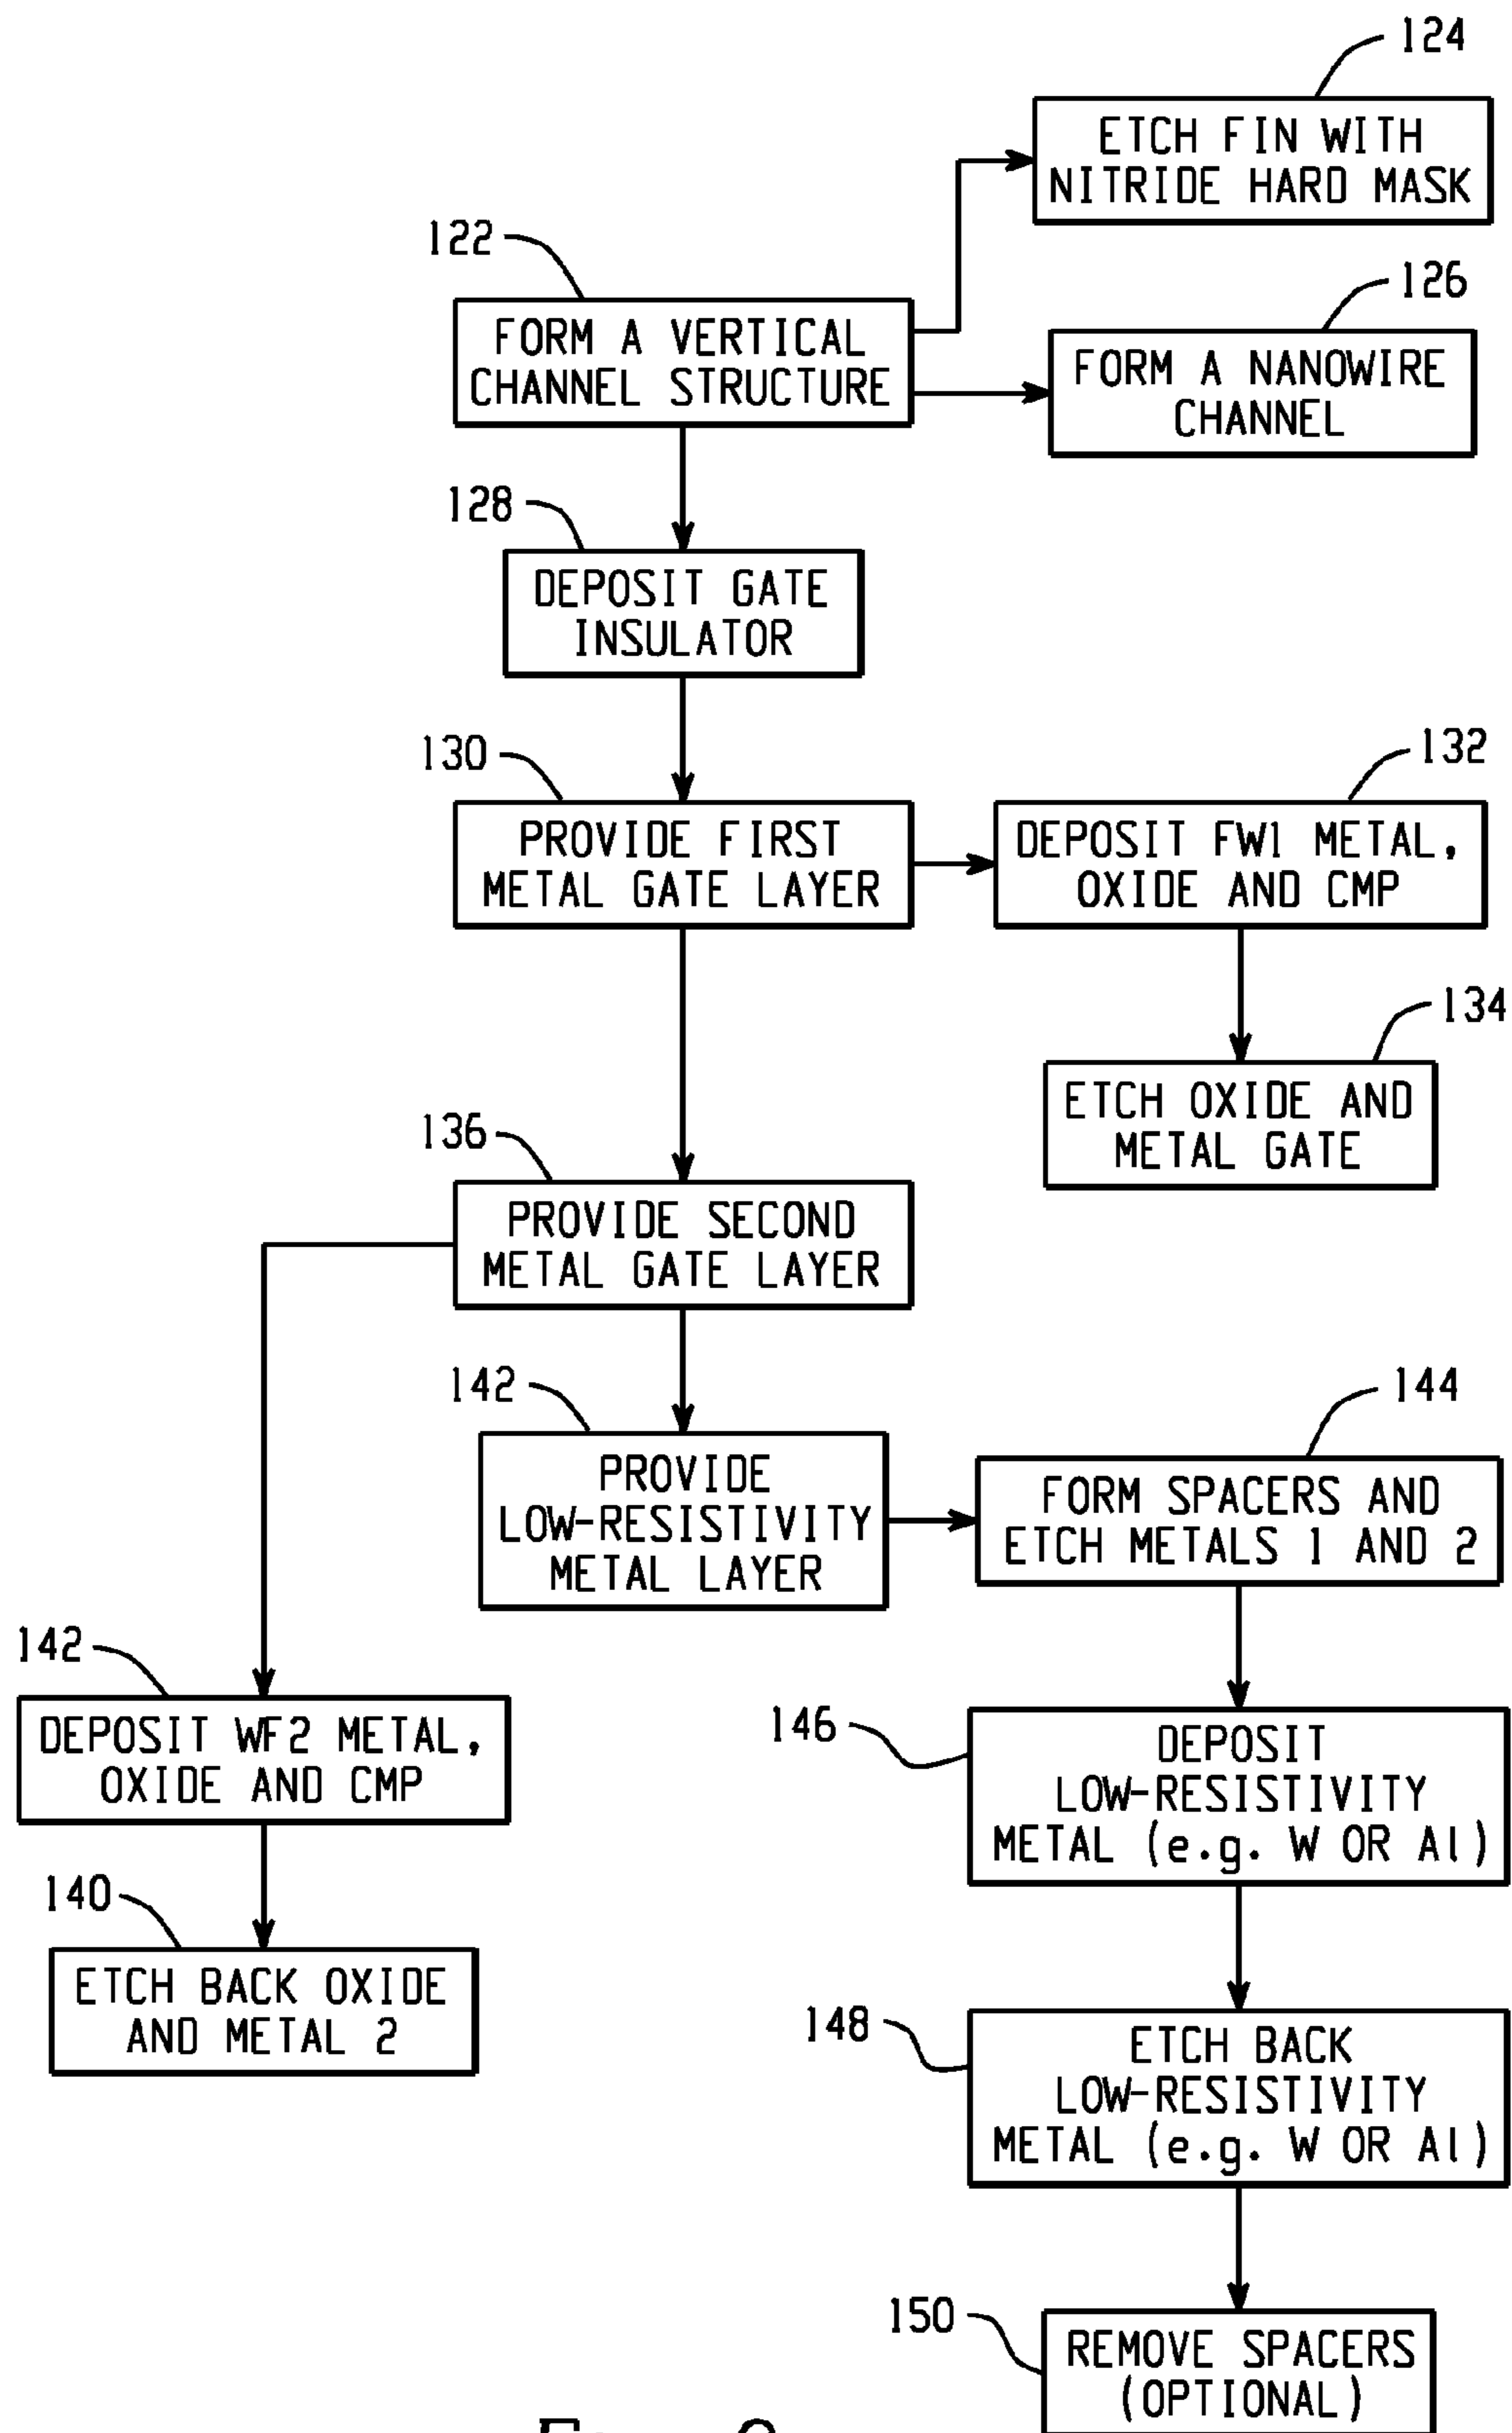 124
ETCH FIN WITH
NITRIDE HARD MASK
122
FORM A VERTICAL
CHANNEL STRUCTURE
126
FORM A NANOWIRE
CHANNEL
128
DEPOSIT GATE
INSULATOR
130
PROVIDE FIRST
METAL GATE LAYER
132
DEPOSIT FW1 METAL,
OXIDE AND CMP
134
ETCH OXIDE AND
METAL GATE
136
PROVIDE SECOND
METAL GATE LAYER
142
PROVIDE
LOW-RESISTIVITY
METAL LAYER
144
FORM SPACERS AND
ETCH METALS 1 AND 2
142
DEPOSIT WF2 METAL,
OXIDE AND CMP
146
DEPOSIT
LOW-RESISTIVITY
METAL (e.g. W OR Al)
140
ETCH BACK OXIDE
AND METAL 2
148
ETCH BACK
LOW-RESISTIVITY
METAL (e.g. W OR Al)
150
REMOVE SPACERS
(OPTIONAL)